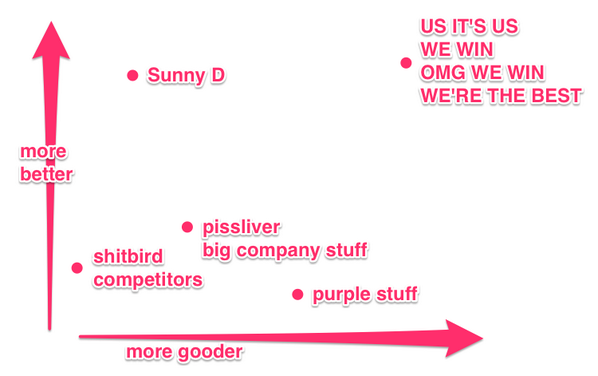 US IT'S US
WE WIN
OMG WE WIN
WE'RE THE BEST
Sunny D
more
better
pissliver
big company stuff
shitbird
competitors
purple stuff
more gooder